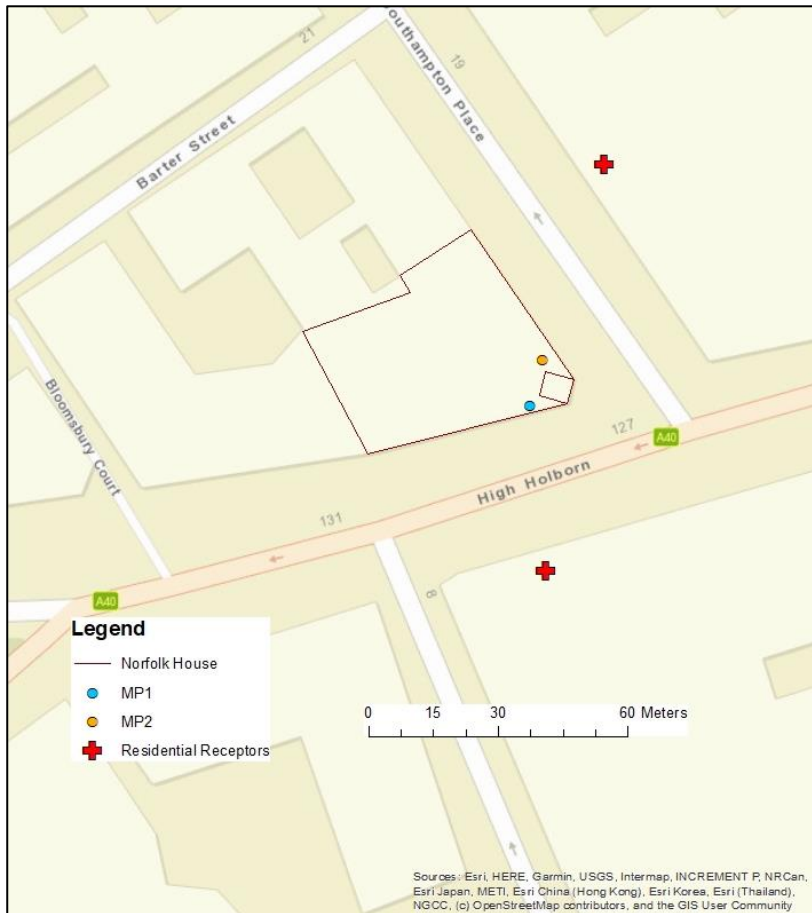 21
outhampton Place
19
Barter Street
Bloomsbury Court
127
A40
High Holborn
131
8
A40
Legend
Norfolk House
MP1
MP2
Residential Receptors
0 15 30 60 Meters
Sources: Esri, HERE, Garmin, USGS, Intermap, INCREMENT P, NRCan,
Esri Japan, METI, Esri China (Hong Kong), Esri Korea, Esri (Thailand),
NGCC, (c) OpenStreetMap contributors, and the GIS User Community